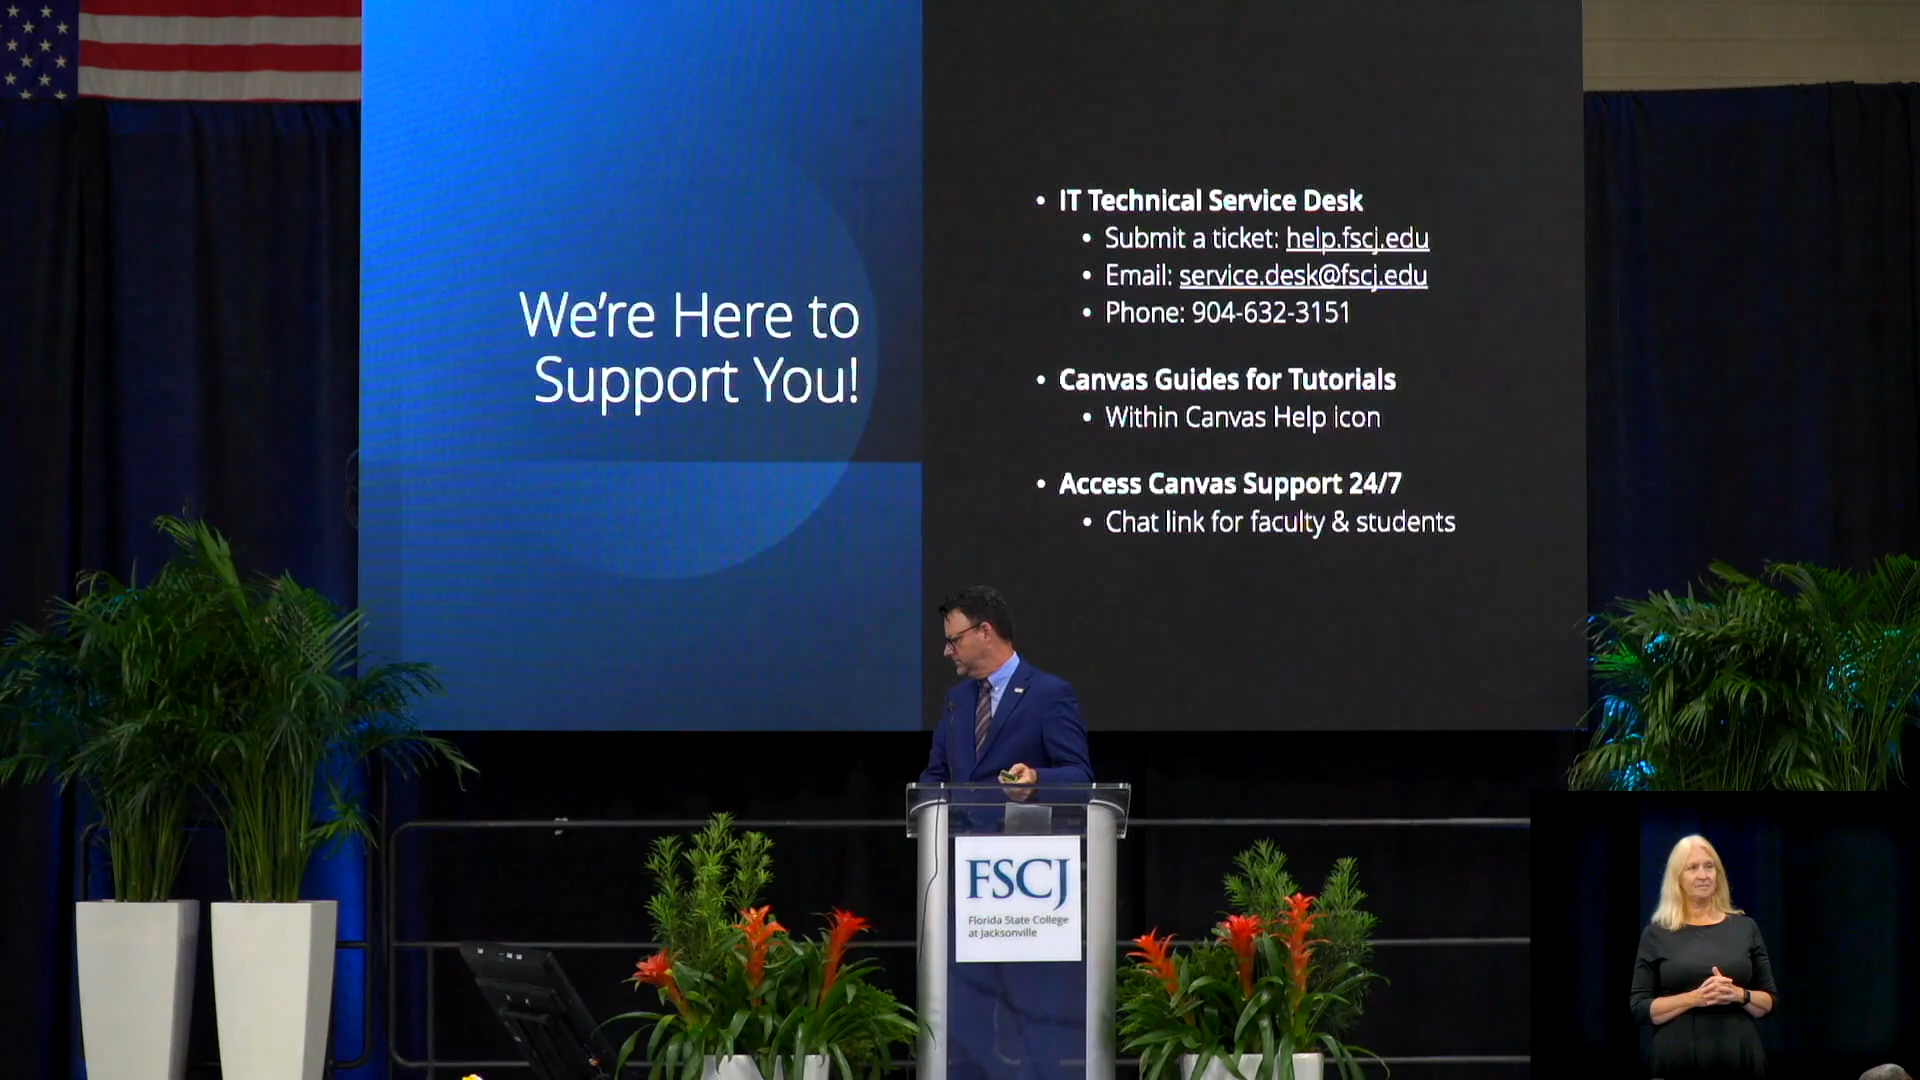 We're Here to
Support You!
• IT Technical Service Desk
• Submit a ticket: help.fscj.edu
• Email: service.desk@fscj.edu
• Phone: 904-632-3151
• Canvas Guides for Tutorials
• Within Canvas Help icon
• Access Canvas Support 24/7
• Chat link for faculty & students
FSCJ
Florida State College
at Jacksonville